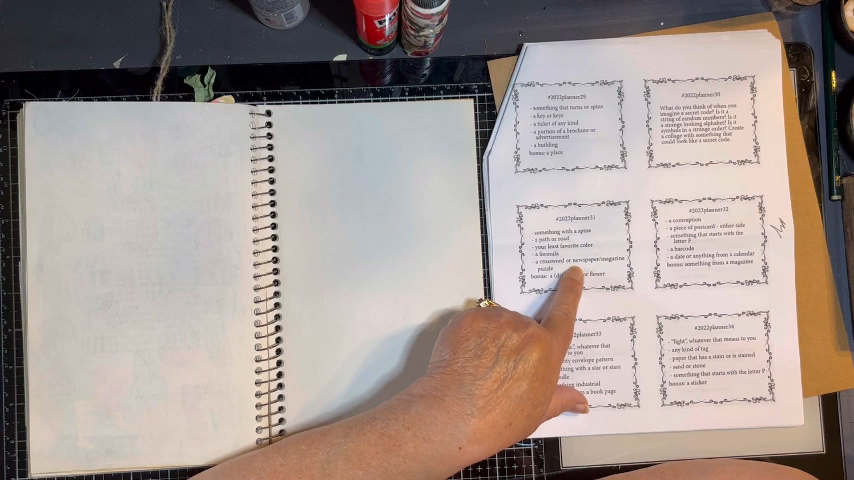 #2022planner29
- something that turns or spins
- a key or keys
- a ticket of any kind
- a portion of a brochure or
advertisement
- a building
bonus: a place
#2022planner30
What do you think of when you
imagine a secret code? Is it a
string of random numbers? Is it
a strange looking alphabet? Is it
symbols in a strange order? Create
a collage with something that
could look like a secret code.
#2022planner31
- something with a spine
- a path or road
- your least favorite color
- a formula
- a crossword or newspaper/magazine
puzzle
bonus: a flower
#2022planner32
- a contraption
- a piece of postcard - either side
- something that starts with the
letter F
- a barcode
- a date or anything from a calendar
bonus: something from a magazine
whatever that
to you
envelope pattern
with a star or stars
industrial
a book page
#2022planner34
- "light", whatever that means to you
- any kind of tag
- paper that has a stain or is stained
- sand or stone
- something that starts with the letter P
bonus: a sticker